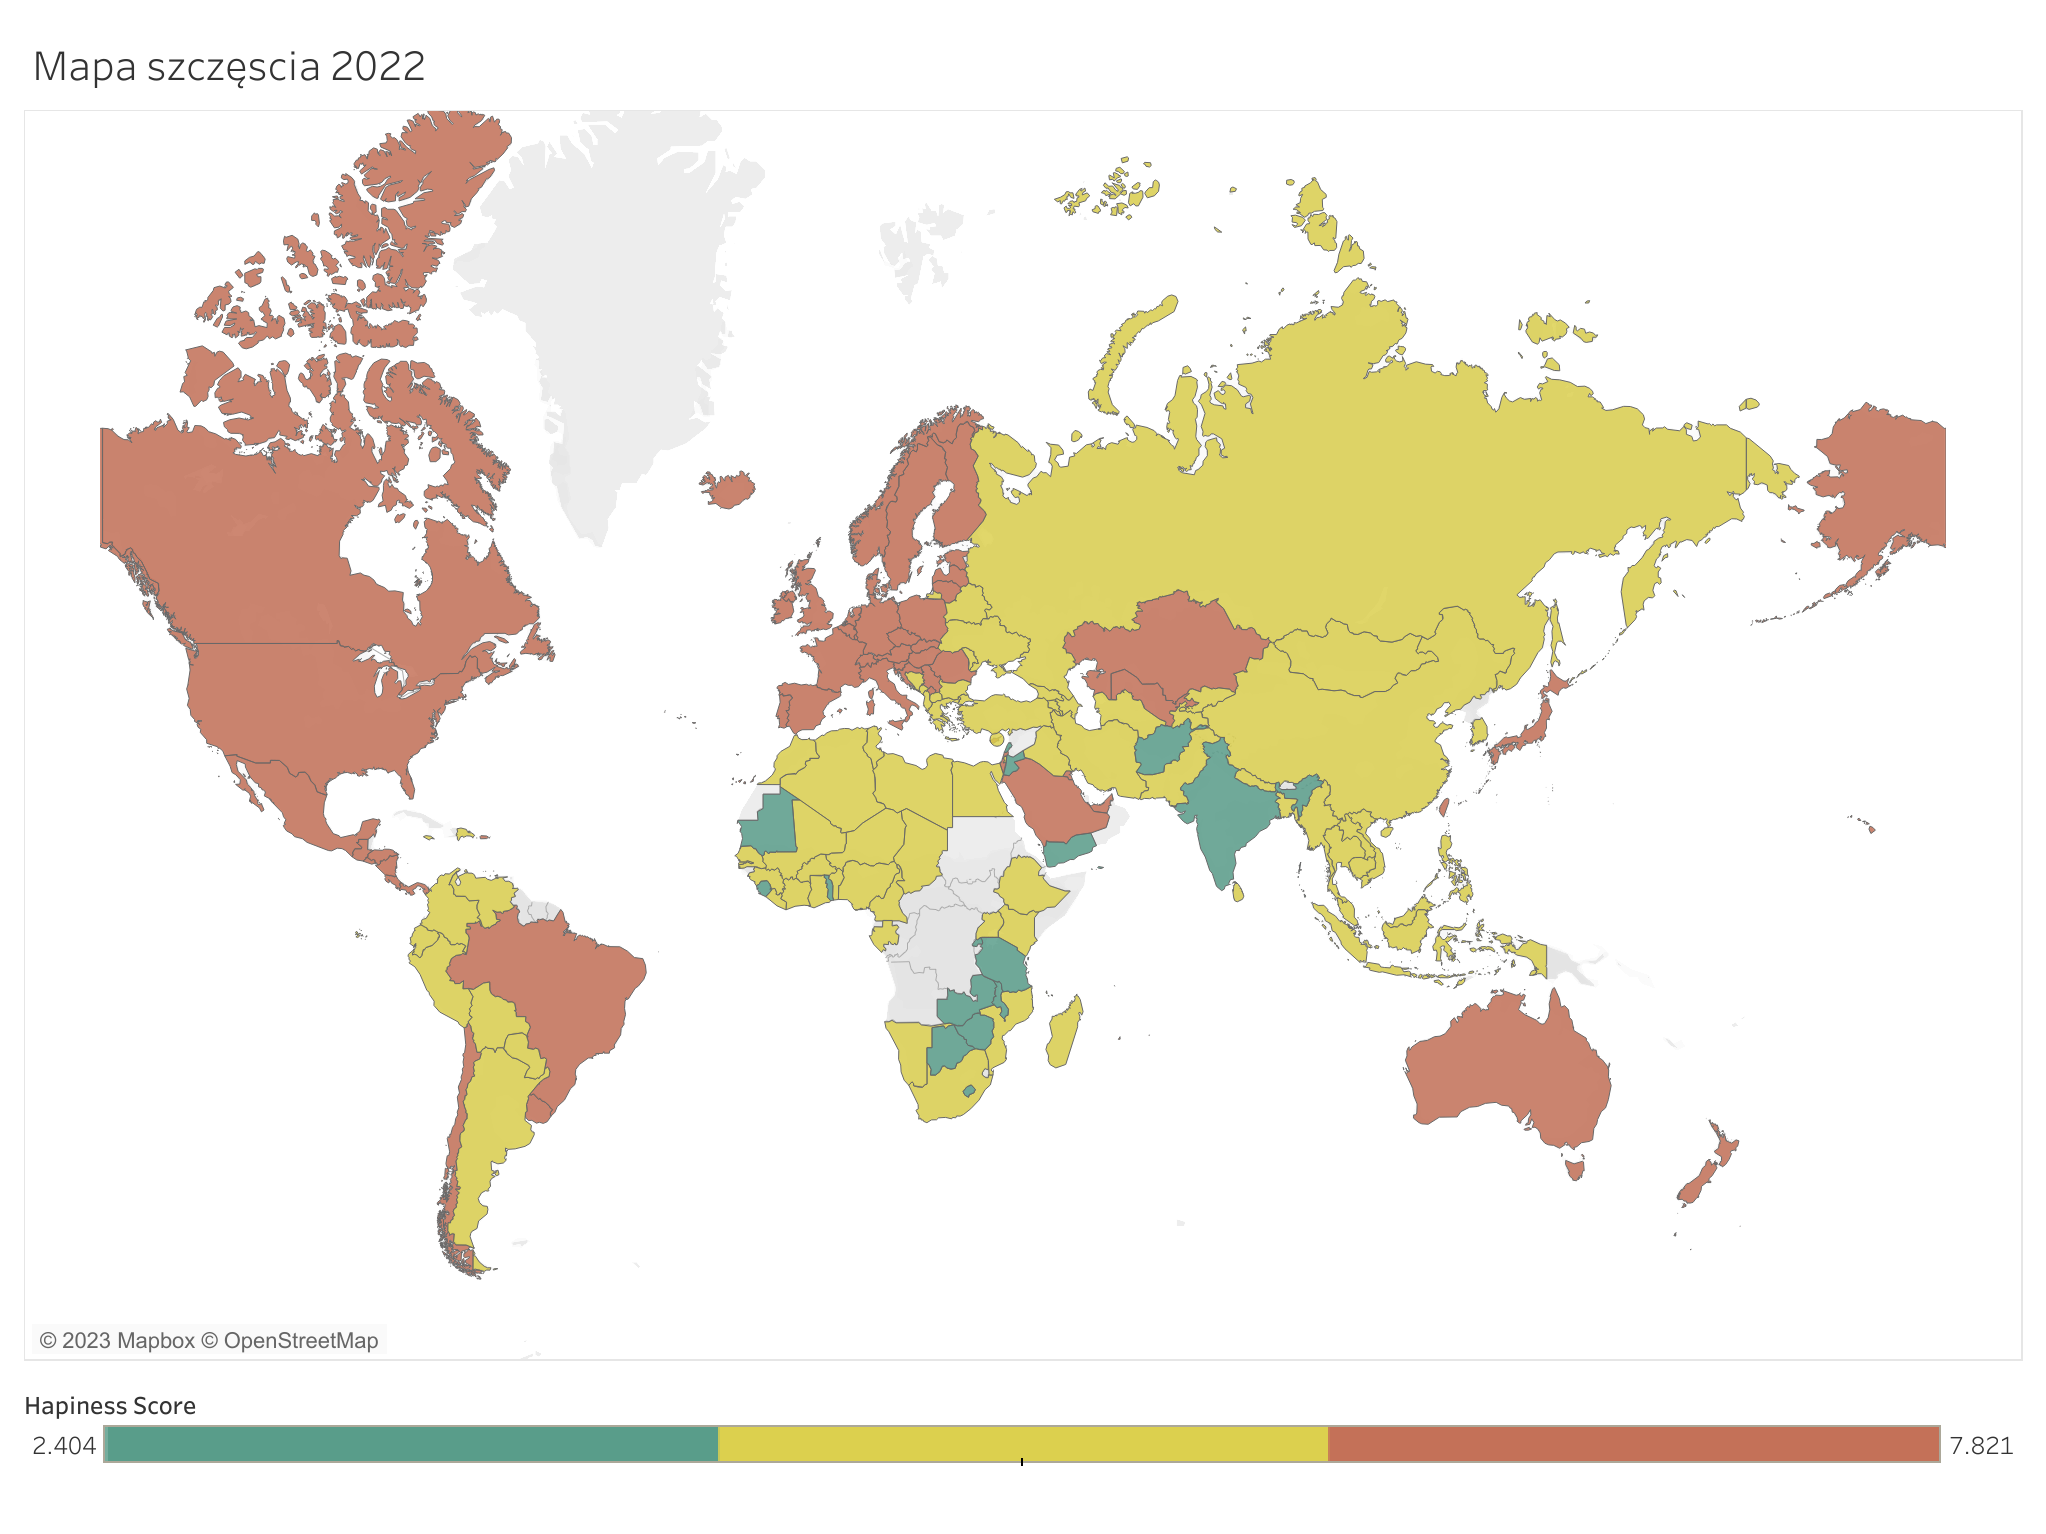 Mapa szczęscia 2022
© 2023 Mapbox © OpenStreetMap
Hapiness Score
2.404 7.821